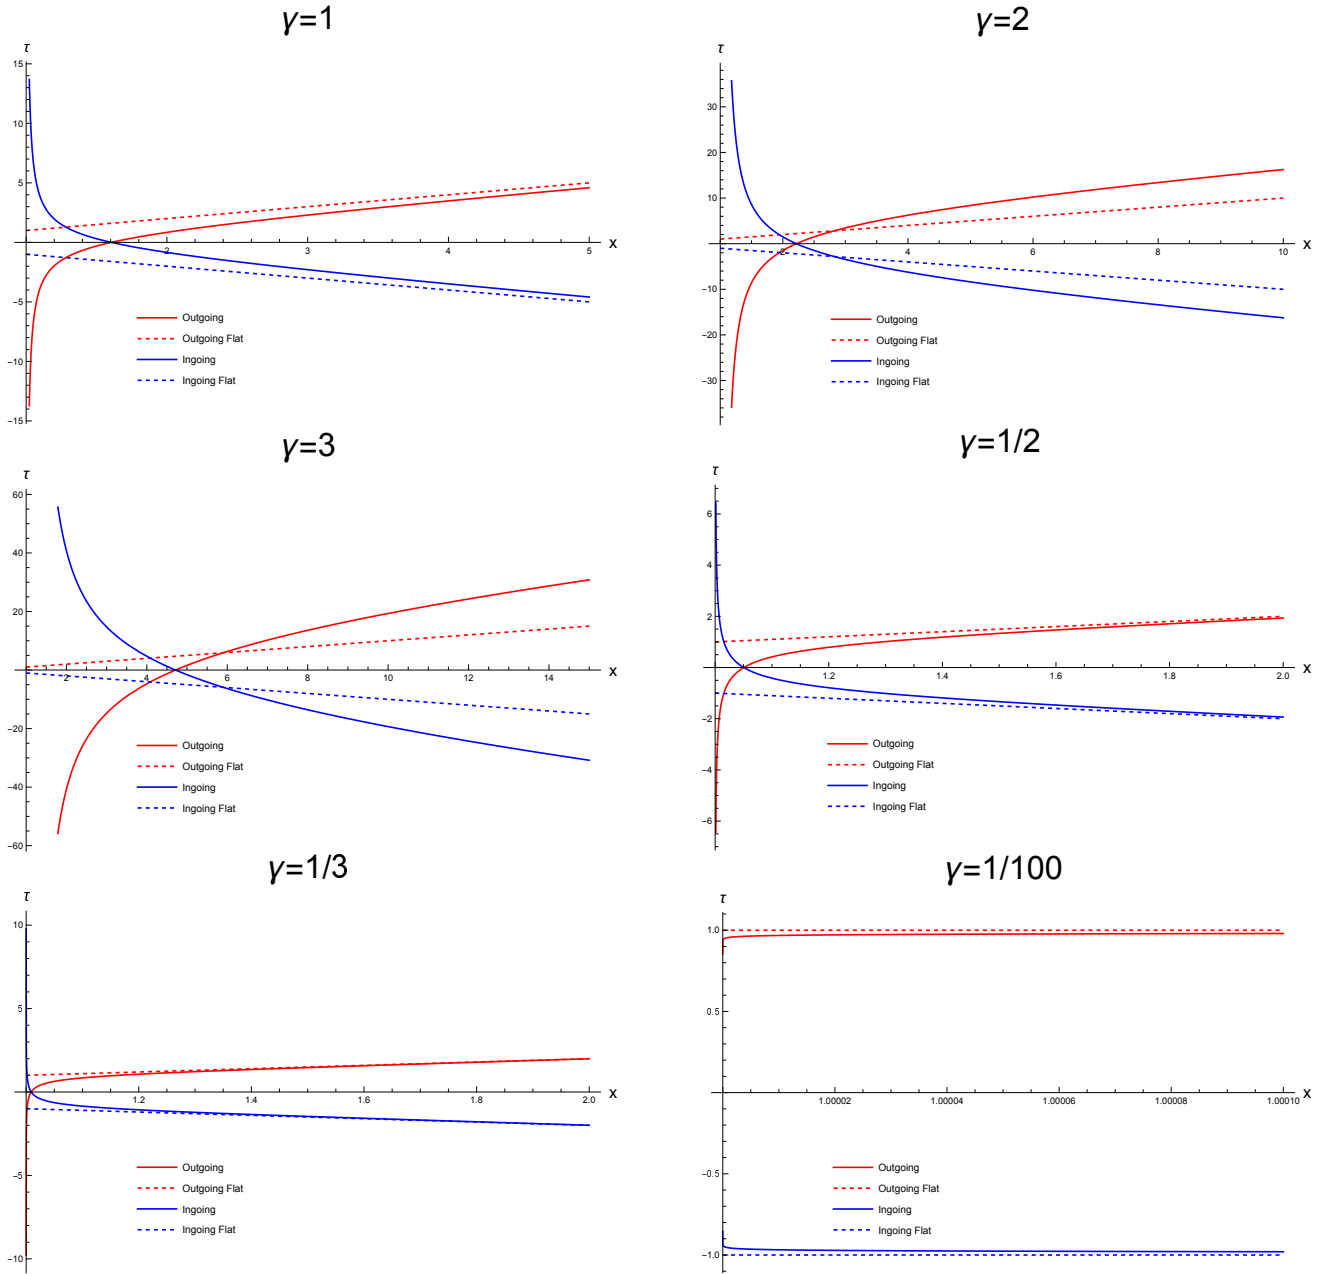 γ=1
τ
15
10
5
-5
-10
-15
2
3
4
5
x
Outgoing
Outgoing Flat
Ingoing
Ingoing Flat
γ=2
τ
30
20
10
-10
-20
-30
2
4
6
8
10
x
Outgoing
Outgoing Flat
Ingoing
Ingoing Flat
γ=3
τ
60
40
20
-20
-40
-60
2
4
6
8
10
12
14
x
Outgoing
Outgoing Flat
Ingoing
Ingoing Flat
γ=1/2
τ
6
4
2
-2
-4
-6
1.2
1.4
1.6
1.8
2.0
x
Outgoing
Outgoing Flat
Ingoing
Ingoing Flat
γ=1/3
τ
10
5
-5
-10
1.2
1.4
1.6
1.8
2.0
x
Outgoing
Outgoing Flat
Ingoing
Ingoing Flat
γ=1/100
τ
1.0
0.5
-0.5
-1.0
1.00002
1.00004
1.00006
1.00008
1.00010
x
Outgoing
Outgoing Flat
Ingoing
Ingoing Flat